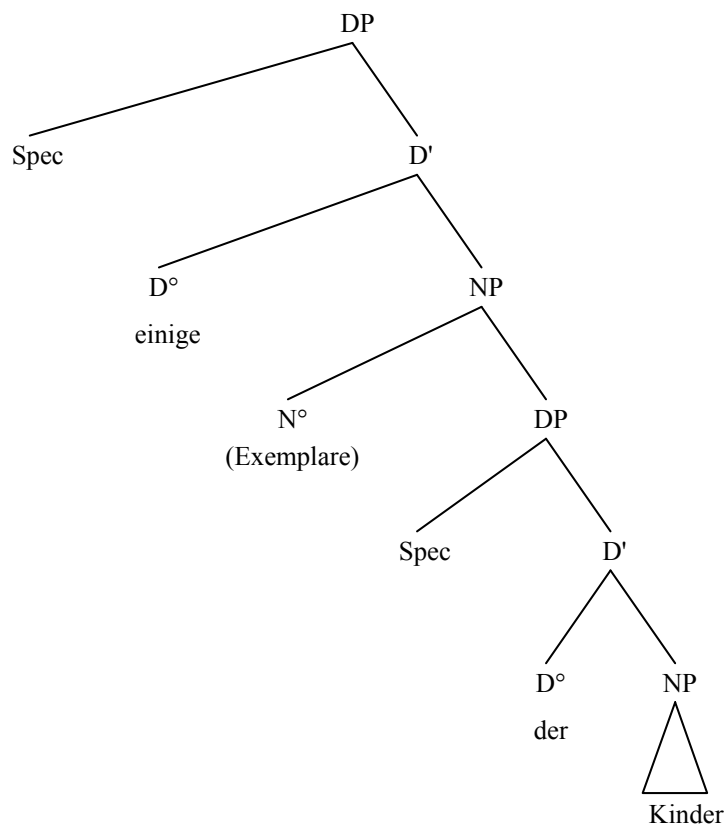 DP
Spec D'
D° NP
einige
N° DP
(Exemplare)
Spec D'
D° NP
der
Kinder